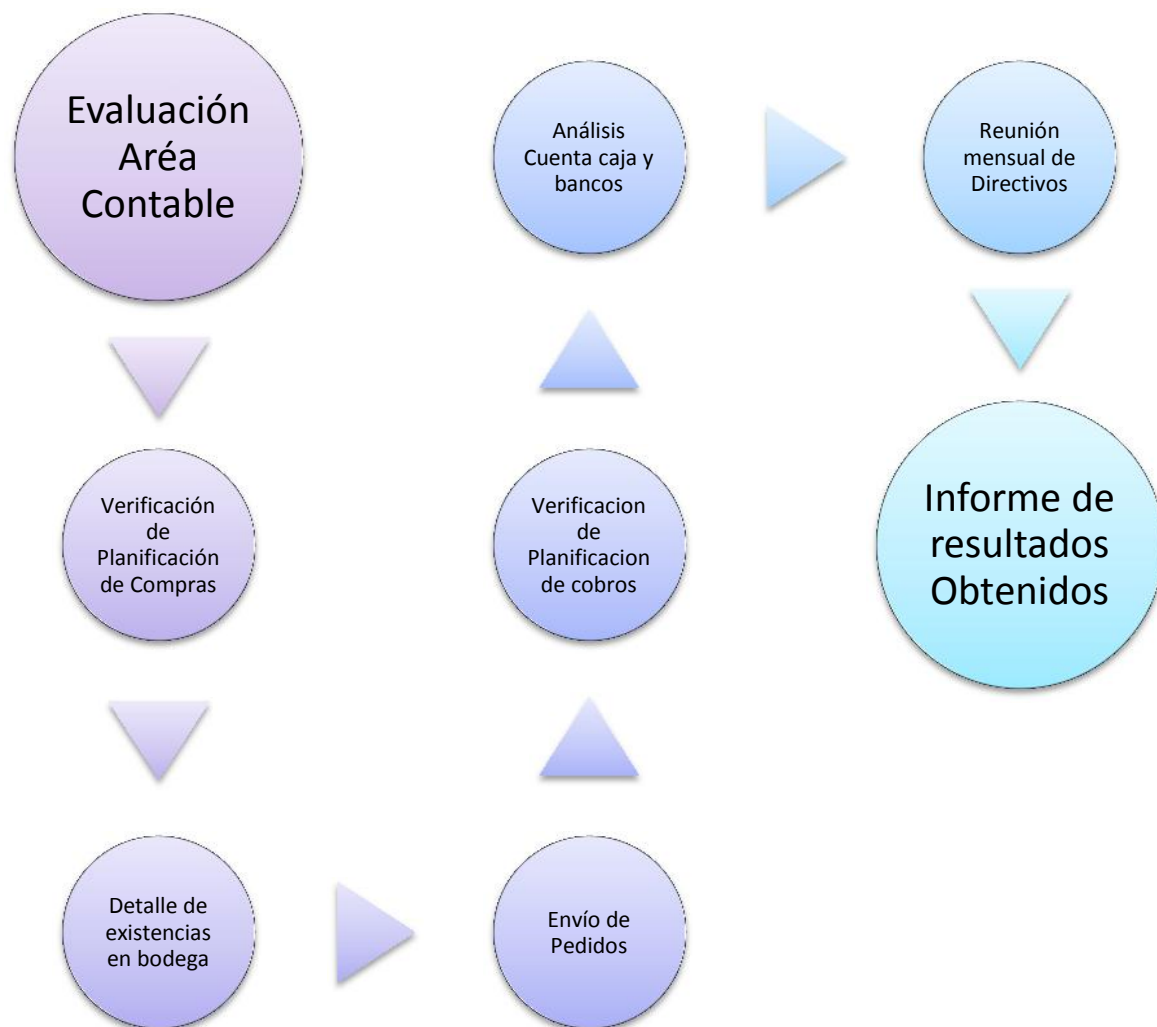 Evaluación
Aréa
Contable
Verificación
de
Planificación
de Compras
Detalle de
existencias
en bodega
Envío de
Pedidos
Verificacion
de
Planificacion
de cobros
Análisis
Cuenta caja y
bancos
Reunión
mensual de
Directivos
Informe de
resultados
Obtenidos